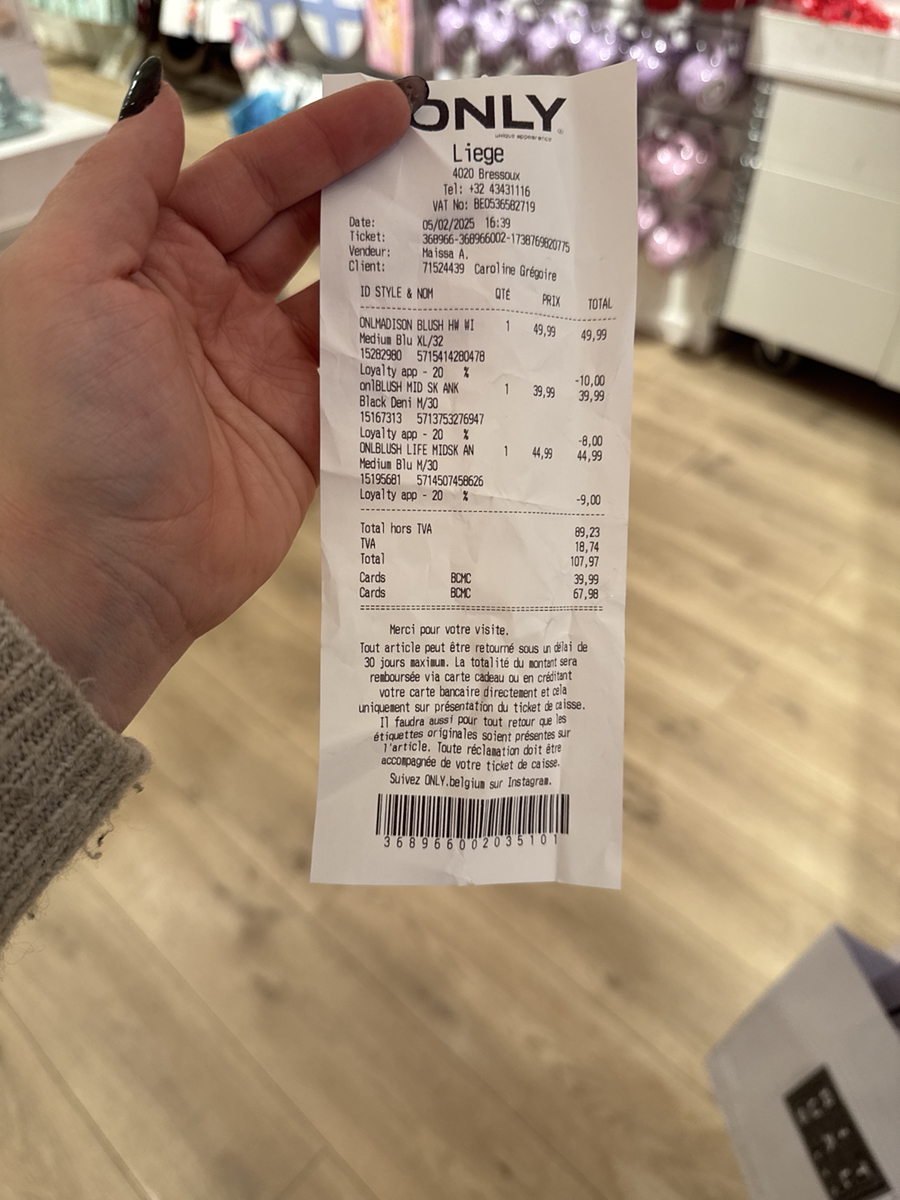 ONLY
unique appearance
Liege
4020 Bressoux
Tel: +32 43431116
VAT No: BE0536582719
Date: 05/02/2025 16:39
Ticket: 368966-368966002-1738769820775
Vendeur: Maissa A.
Client: 71524439 Caroline Grégoire
ID STYLE & NOM QTÉ PRIX TOTAL
ONLMADISON BLUSH HW WI 1 49,99 49,99
Medium Blu XL/32
15282980 5715414280478
Loyalty app - 20 % -10,00
onlBLUSH MID SK ANK 1 39,99 39,99
Black Deni M/30
15167313 5713753276947
Loyalty app - 20 % -8,00
ONLBLUSH LIFE MIDSK AN 1 44,99 44,99
Medium Blu M/30
15195681 5714507458626
Loyalty app - 20 % -9,00
Total hors TVA 89,23
TVA 18,74
Total 107,97
Cards BCMC 39,99
Cards BCMC 67,98
Merci pour votre visite.
Tout article peut être retourné sous un délai de
30 jours maximum. La totalité du montant sera
remboursée via carte cadeau ou en créditant
votre carte bancaire directement et cela
uniquement sur présentation du ticket de caisse.
Il faudra aussi pour tout retour que les
étiquettes originales soient présentes sur
l'article. Toute réclamation doit être
accompagnée de votre ticket de caisse.
Suivez ONLY.belgium sur Instagram.
368966002035101